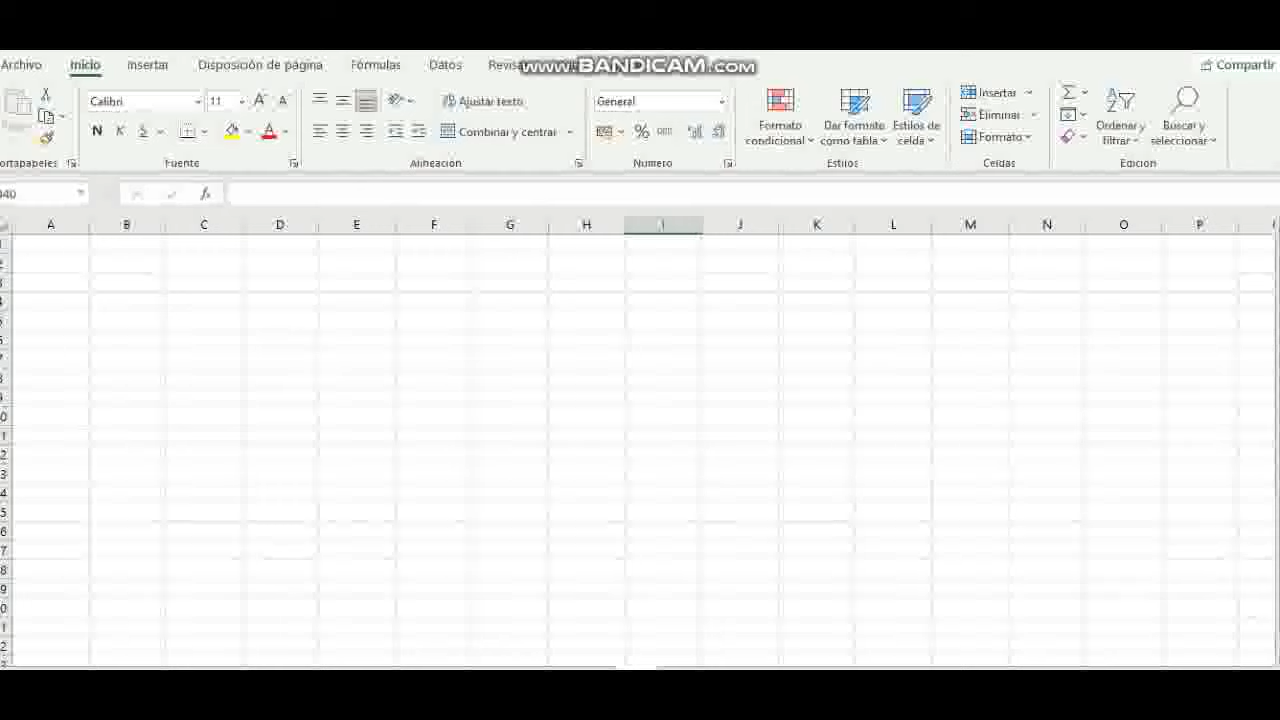 www.BANDICAM.com
Archivo Inicio Insertar Disposición de página Fórmulas Datos Compartir
Calibri 11 Ajustar texto General Insertar
N K S Combinar y centrar % 000 Formato condicional Dar formato como tabla Estilos de celda Eliminar Ordenar y filtrar Buscar y seleccionar
Formato
Fuente Alineación Número Estilos Celdas Edición
fx
A B C D E F G H I J K L M N O P